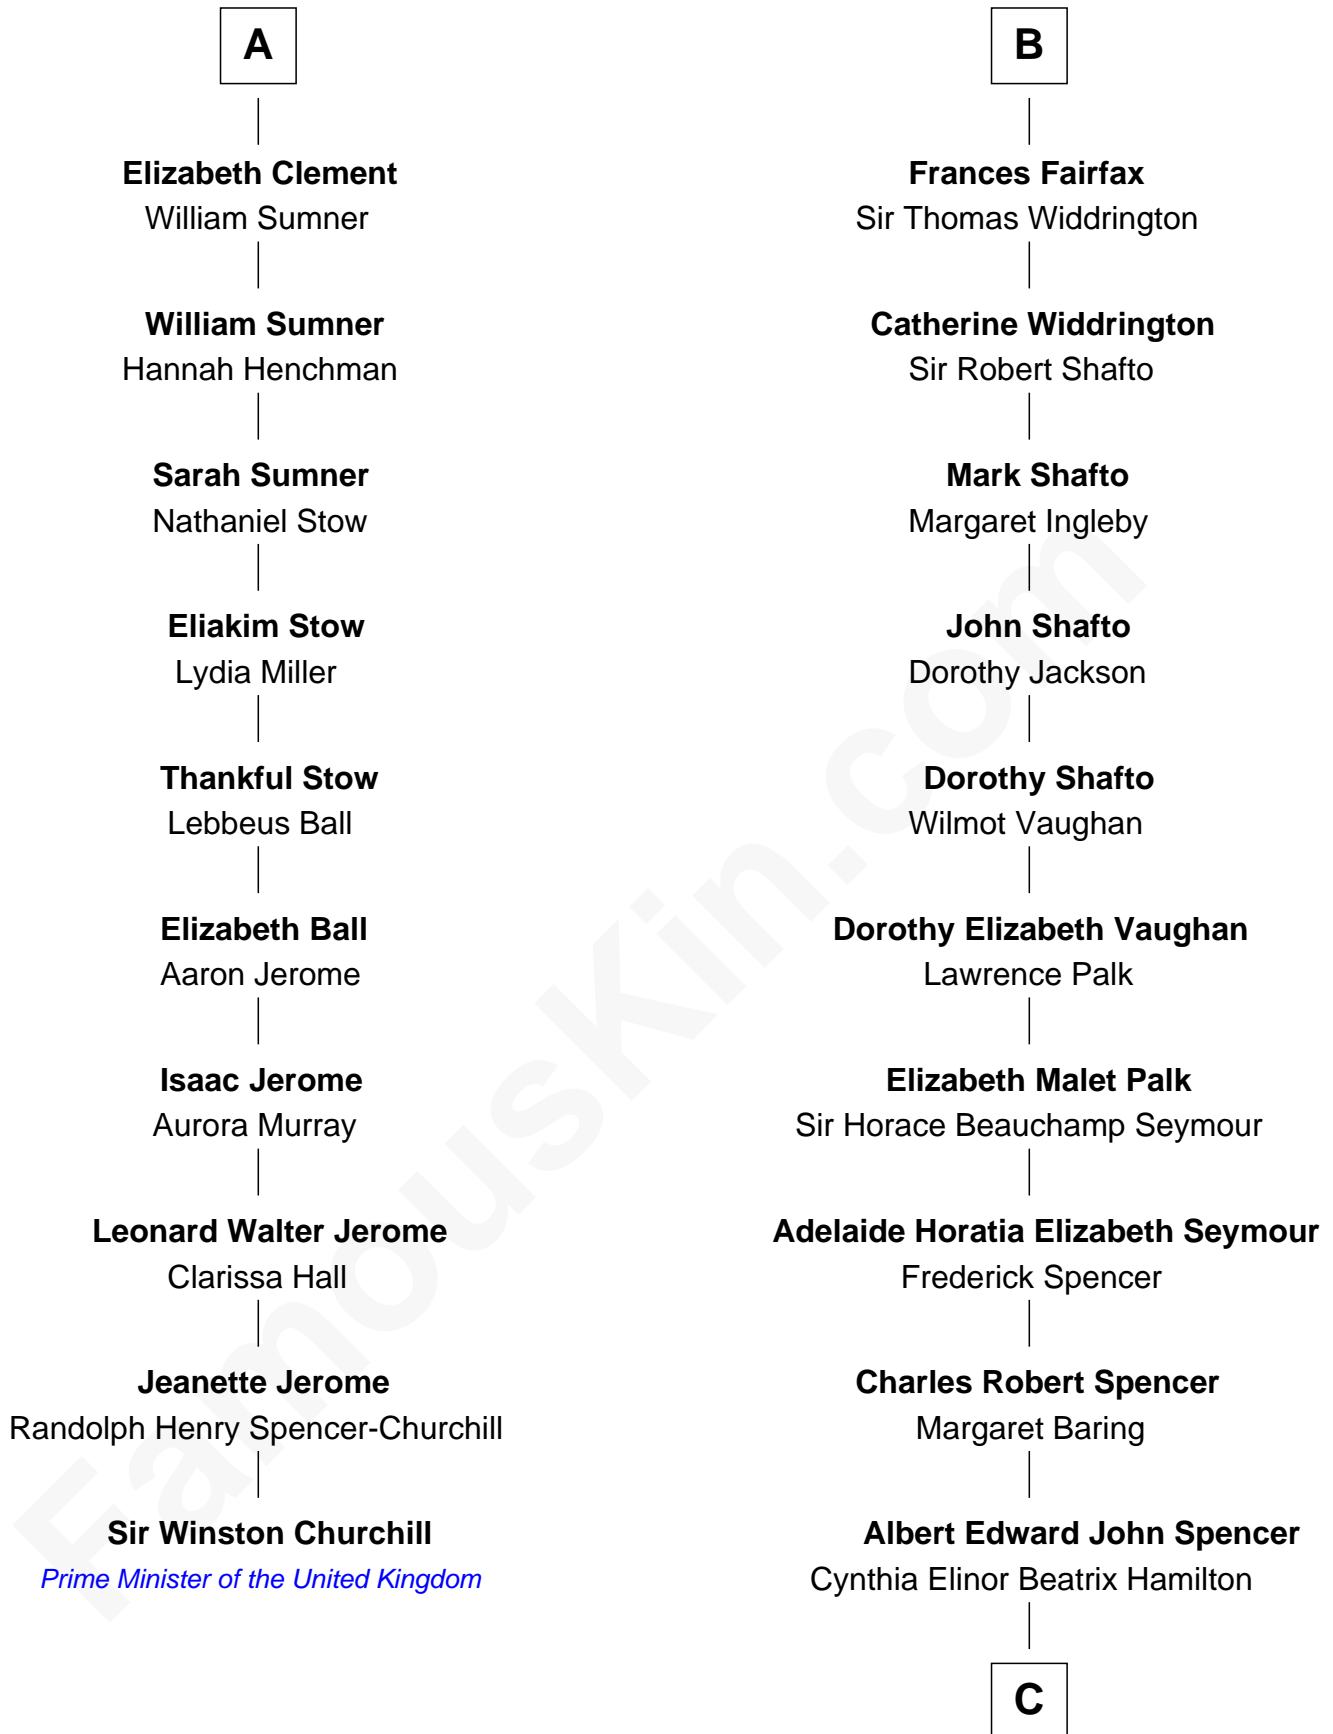 A
Elizabeth Clement
William Sumner
William Sumner
Hannah Henchman
Sarah Sumner
Nathaniel Stow
Eliakim Stow
Lydia Miller
Thankful Stow
Lebbeus Ball
Elizabeth Ball
Aaron Jerome
Isaac Jerome
Aurora Murray
Leonard Walter Jerome
Clarissa Hall
Jeanette Jerome
Randolph Henry Spencer-Churchill
Sir Winston Churchill
Prime Minister of the United Kingdom
B
Frances Fairfax
Sir Thomas Widdrington
Catherine Widdrington
Sir Robert Shafto
Mark Shafto
Margaret Ingleby
John Shafto
Dorothy Jackson
Dorothy Shafto
Wilmot Vaughan
Dorothy Elizabeth Vaughan
Lawrence Palk
Elizabeth Malet Palk
Sir Horace Beauchamp Seymour
Adelaide Horatia Elizabeth Seymour
Frederick Spencer
Charles Robert Spencer
Margaret Baring
Albert Edward John Spencer
Cynthia Elinor Beatrix Hamilton
C
FamousKin.com